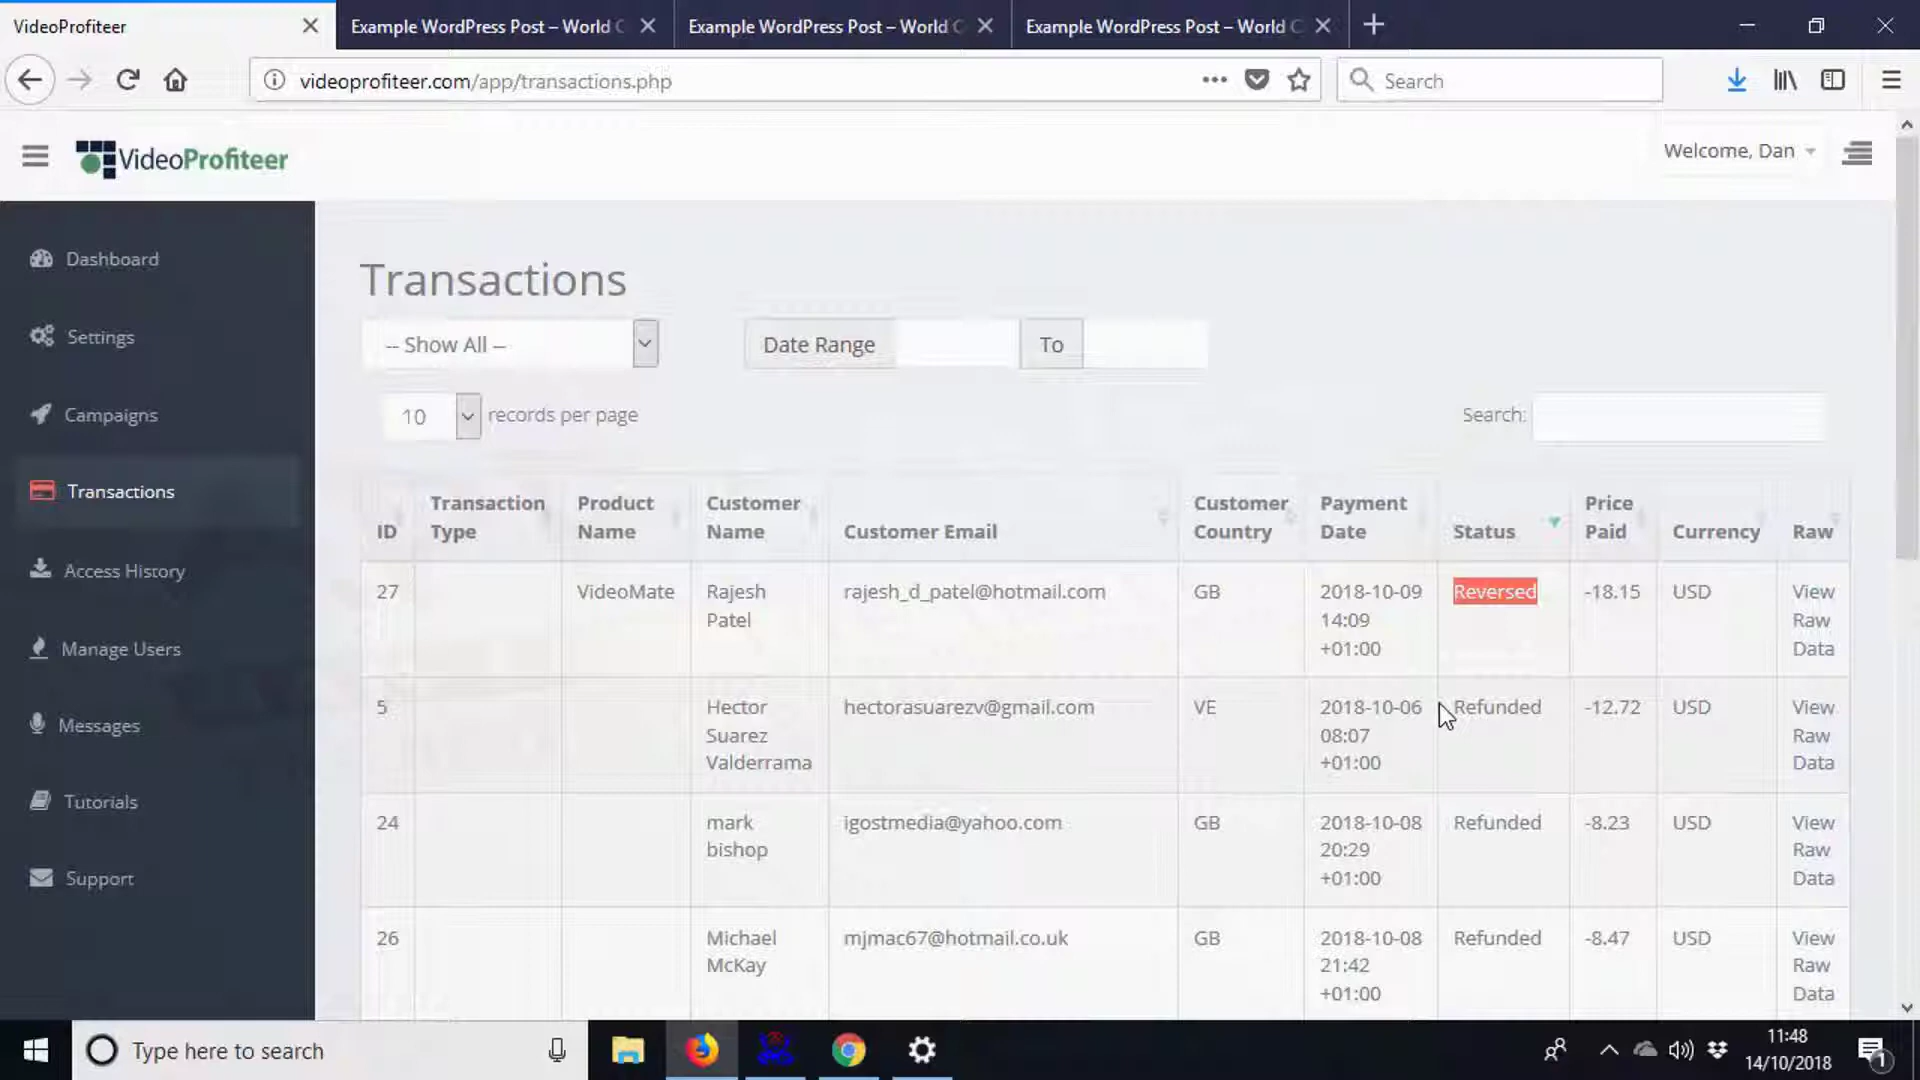 VideoProfiteer
Example WordPress Post – World C
Example WordPress Post – World C
Example WordPress Post – World C
videoprofiteer.com/app/transactions.php
Search
VideoProfiteer
Welcome, Dan
Dashboard
Settings
Campaigns
Transactions
Access History
Manage Users
Messages
Tutorials
Support
Transactions
-- Show All --
Date Range
To
10
records per page
Search:
ID
Transaction
Type
Product
Name
Customer
Name
Customer Email
Customer
Country
Payment
Date
Status
Price
Paid
Currency
Raw
27
VideoMate
Rajesh
Patel
rajesh_d_patel@hotmail.com
GB
2018-10-09
14:09
+01:00
Reversed
-18.15
USD
View
Raw
Data
5
Hector
Suarez
Valderrama
hectorasuarezv@gmail.com
VE
2018-10-06
08:07
+01:00
Refunded
-12.72
USD
View
Raw
Data
24
mark
bishop
igostmedia@yahoo.com
GB
2018-10-08
20:29
+01:00
Refunded
-8.23
USD
View
Raw
Data
26
Michael
McKay
mjmac67@hotmail.co.uk
GB
2018-10-08
21:42
+01:00
Refunded
-8.47
USD
View
Raw
Data
Type here to search
11:48
14/10/2018
1